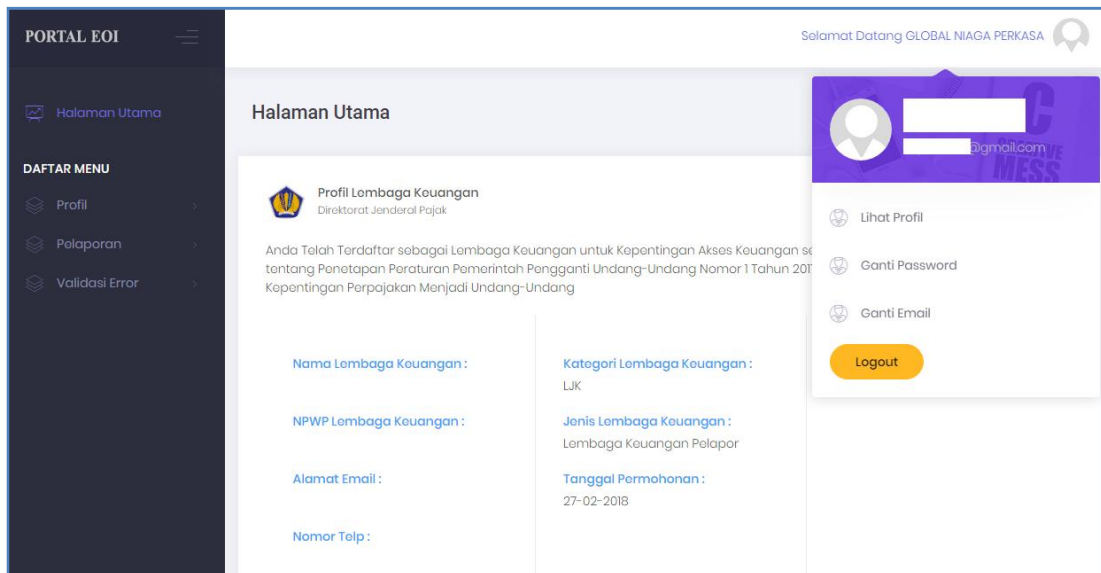 PORTAL EOI
Selamat Datang GLOBAL NIAGA PERKASA
Halaman Utama
DAFTAR MENU
Profil
Pelaporan
Validasi Error
Halaman Utama
Profil Lembaga Keuangan
Direktorat Jenderal Pajak
Anda Telah Terdaftar sebagai Lembaga Keuangan untuk Kepentingan Akses Keuangan
tentang Penetapan Peraturan Pemerintah Pengganti Undang-Undang Nomor 1 Tahun
Kepentingan Perpajakan Menjadi Undang-Undang
Nama Lembaga Keuangan :
NPWP Lembaga Keuangan :
Alamat Email :
Nomor Telp :
Kategori Lembaga Keuangan :
LJK
Jenis Lembaga Keuangan :
Lembaga Keuangan Pelapor
Tanggal Permohonan :
27-02-2018
@gmail.com
MESS
Lihat Profil
Ganti Password
Ganti Email
Logout